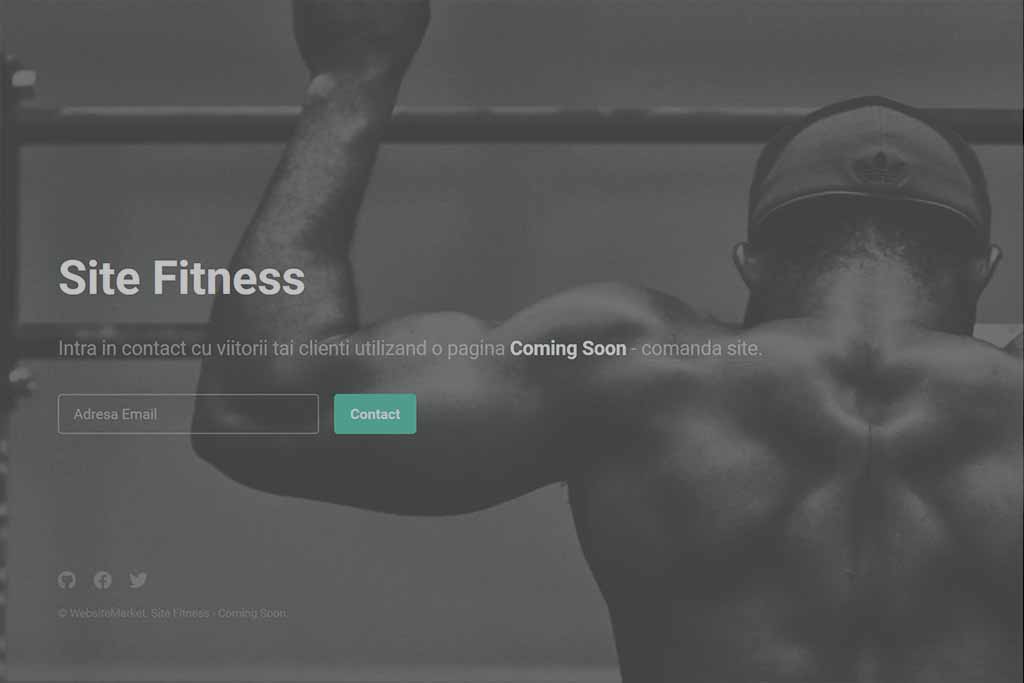 Site Fitness
Intra in contact cu viitorii tai clienti utilizand o pagina Coming Soon - comanda site.
Adresa Email
Contact
© WebsiteMarket. Site Fitness - Coming Soon.